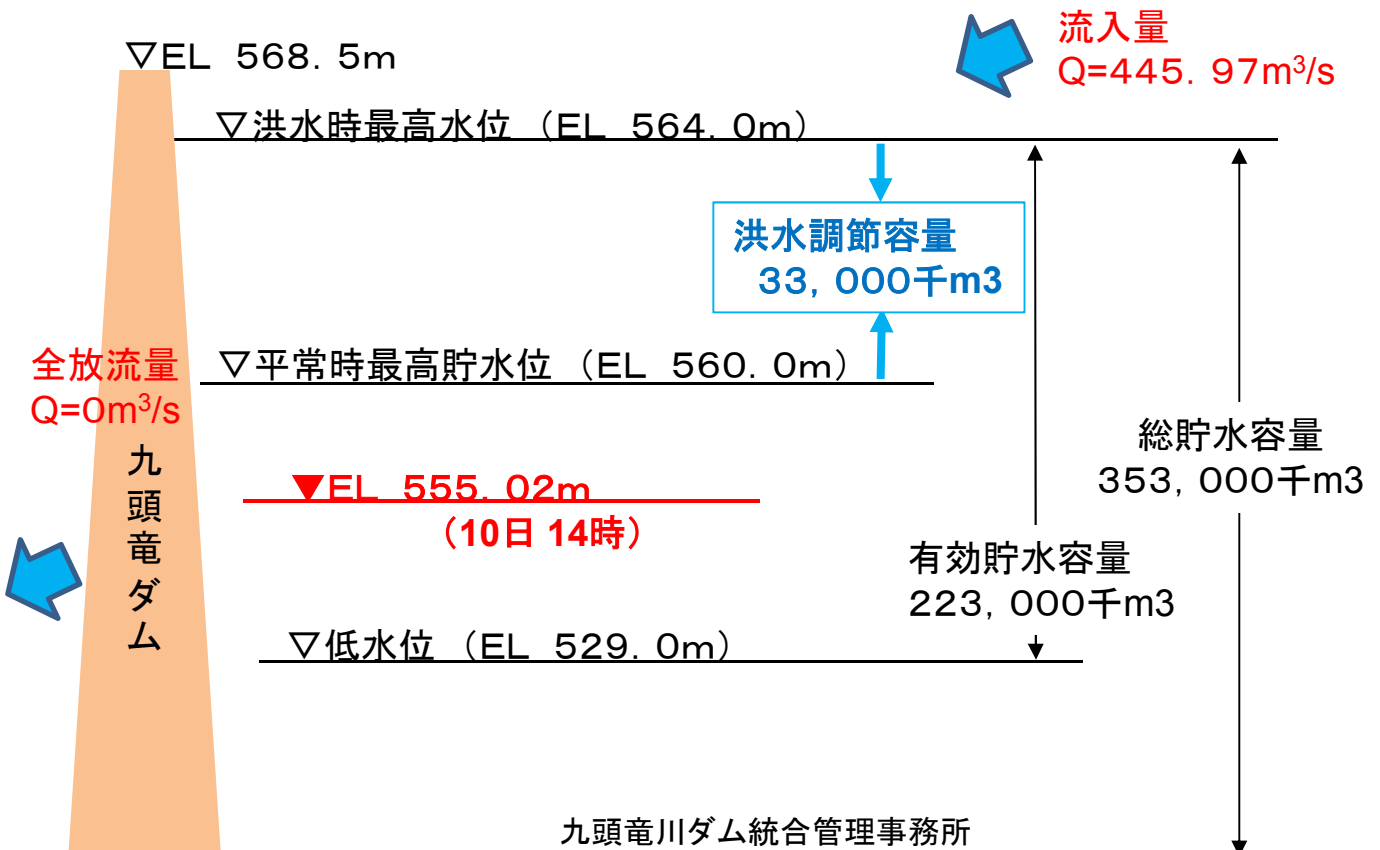 ▽EL 568.5m
流入量
Q=445.97m³/s
▽洪水時最高水位 (EL 564.0m)
洪水調節容量
33,000千m3
全放流量
Q=0m³/s
▽平常時最高貯水位 (EL 560.0m)
九頭竜ダム
▼EL 555.02m
(10日 14時)
総貯水容量
353,000千m3
有効貯水容量
223,000千m3
▽低水位 (EL 529.0m)
九頭竜川ダム統合管理事務所